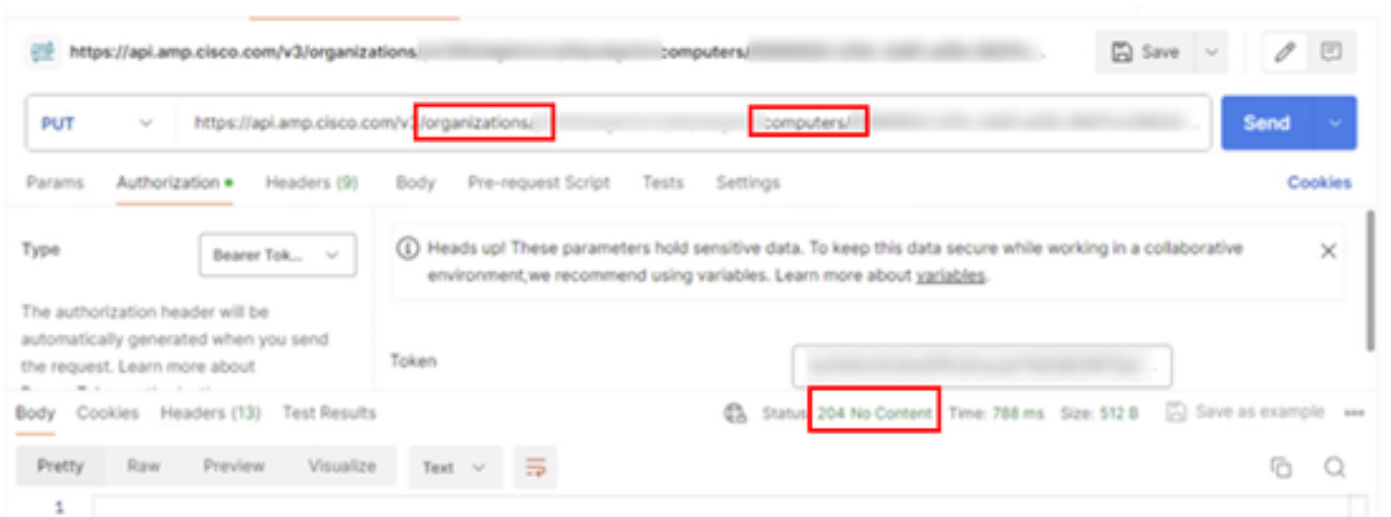 https://api.amp.cisco.com/v3/organizations/ computers/ Save
PUT https://api.amp.cisco.com/v3/organizations/ computers/ Send
Params Authorization Headers (9) Body Pre-request Script Tests Settings Cookies
Type Bearer Tok...
Heads up! These parameters hold sensitive data. To keep this data secure while working in a collaborative
environment,we recommend using variables. Learn more about variables.
The authorization header will be
automatically generated when you send
the request. Learn more about
Token
Body Cookies Headers (13) Test Results Status 204 No Content Time: 788 ms Size: 512 B Save as example
Pretty Raw Preview Visualize Text
1